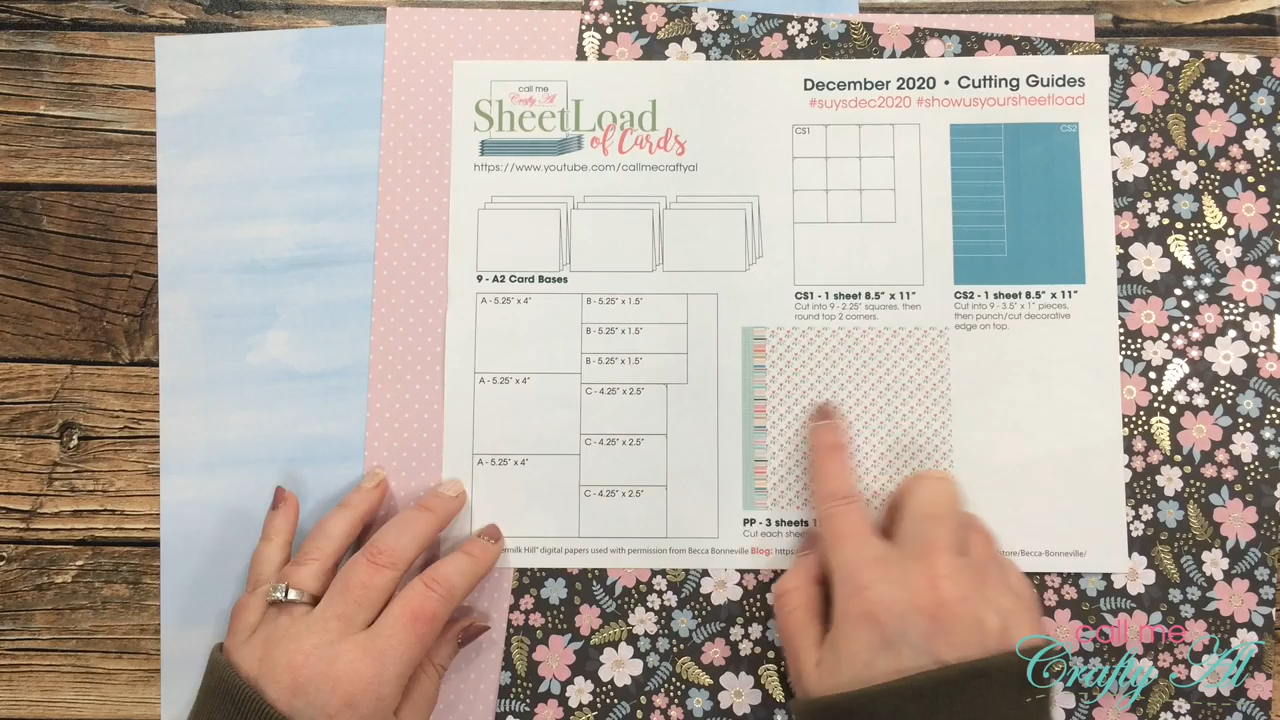 call me
Crafty Al
SheetLoad
of Cards
https://www.youtube.com/callmecraftyal
December 2020 • Cutting Guides
#suysdec2020 #showusyoursheetload
CS1
CS2
9 - A2 Card Bases
CS1 - 1 sheet 8.5" x 11"
Cut into 9 - 2.25" squares, then
round top 2 corners.
CS2 - 1 sheet 8.5" x 11"
Cut into 9 - 3.5" x 1" pieces,
then punch/cut decorative
edge on top.
A - 5.25" x 4"
B - 5.25" x 1.5"
B - 5.25" x 1.5"
B - 5.25" x 1.5"
A - 5.25" x 4"
C - 4.25" x 2.5"
C - 4.25" x 2.5"
A - 5.25" x 4"
C - 4.25" x 2.5"
PP - 3 sheets
Cut each
digital papers used with permission from Becca Bonneville Blog:
call me
Crafty Al